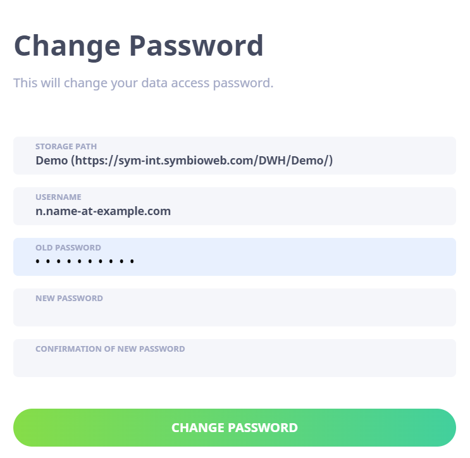 Change Password
This will change your data access password.
STORAGE PATH
Demo (https://sym-int.symbioweb.com/DWH/Demo/)
USERNAME
n.name-at-example.com
OLD PASSWORD
• • • • • • • • • •
NEW PASSWORD
CONFIRMATION OF NEW PASSWORD
CHANGE PASSWORD